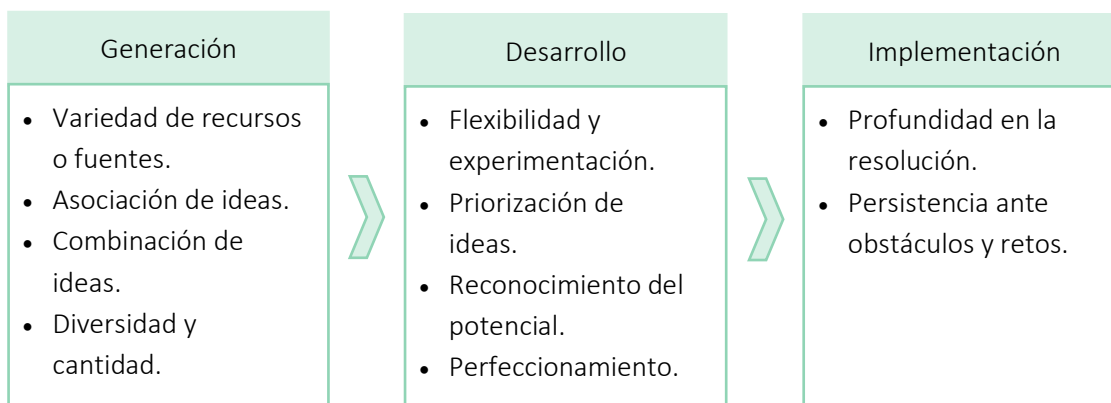 Generación
• Variedad de recursos
o fuentes.
• Asociación de ideas.
• Combinación de
ideas.
• Diversidad y
cantidad.
Desarrollo
• Flexibilidad y
experimentación.
• Priorización de
ideas.
• Reconocimiento del
potencial.
• Perfeccionamiento.
Implementación
• Profundidad en la
resolución.
• Persistencia ante
obstáculos y retos.